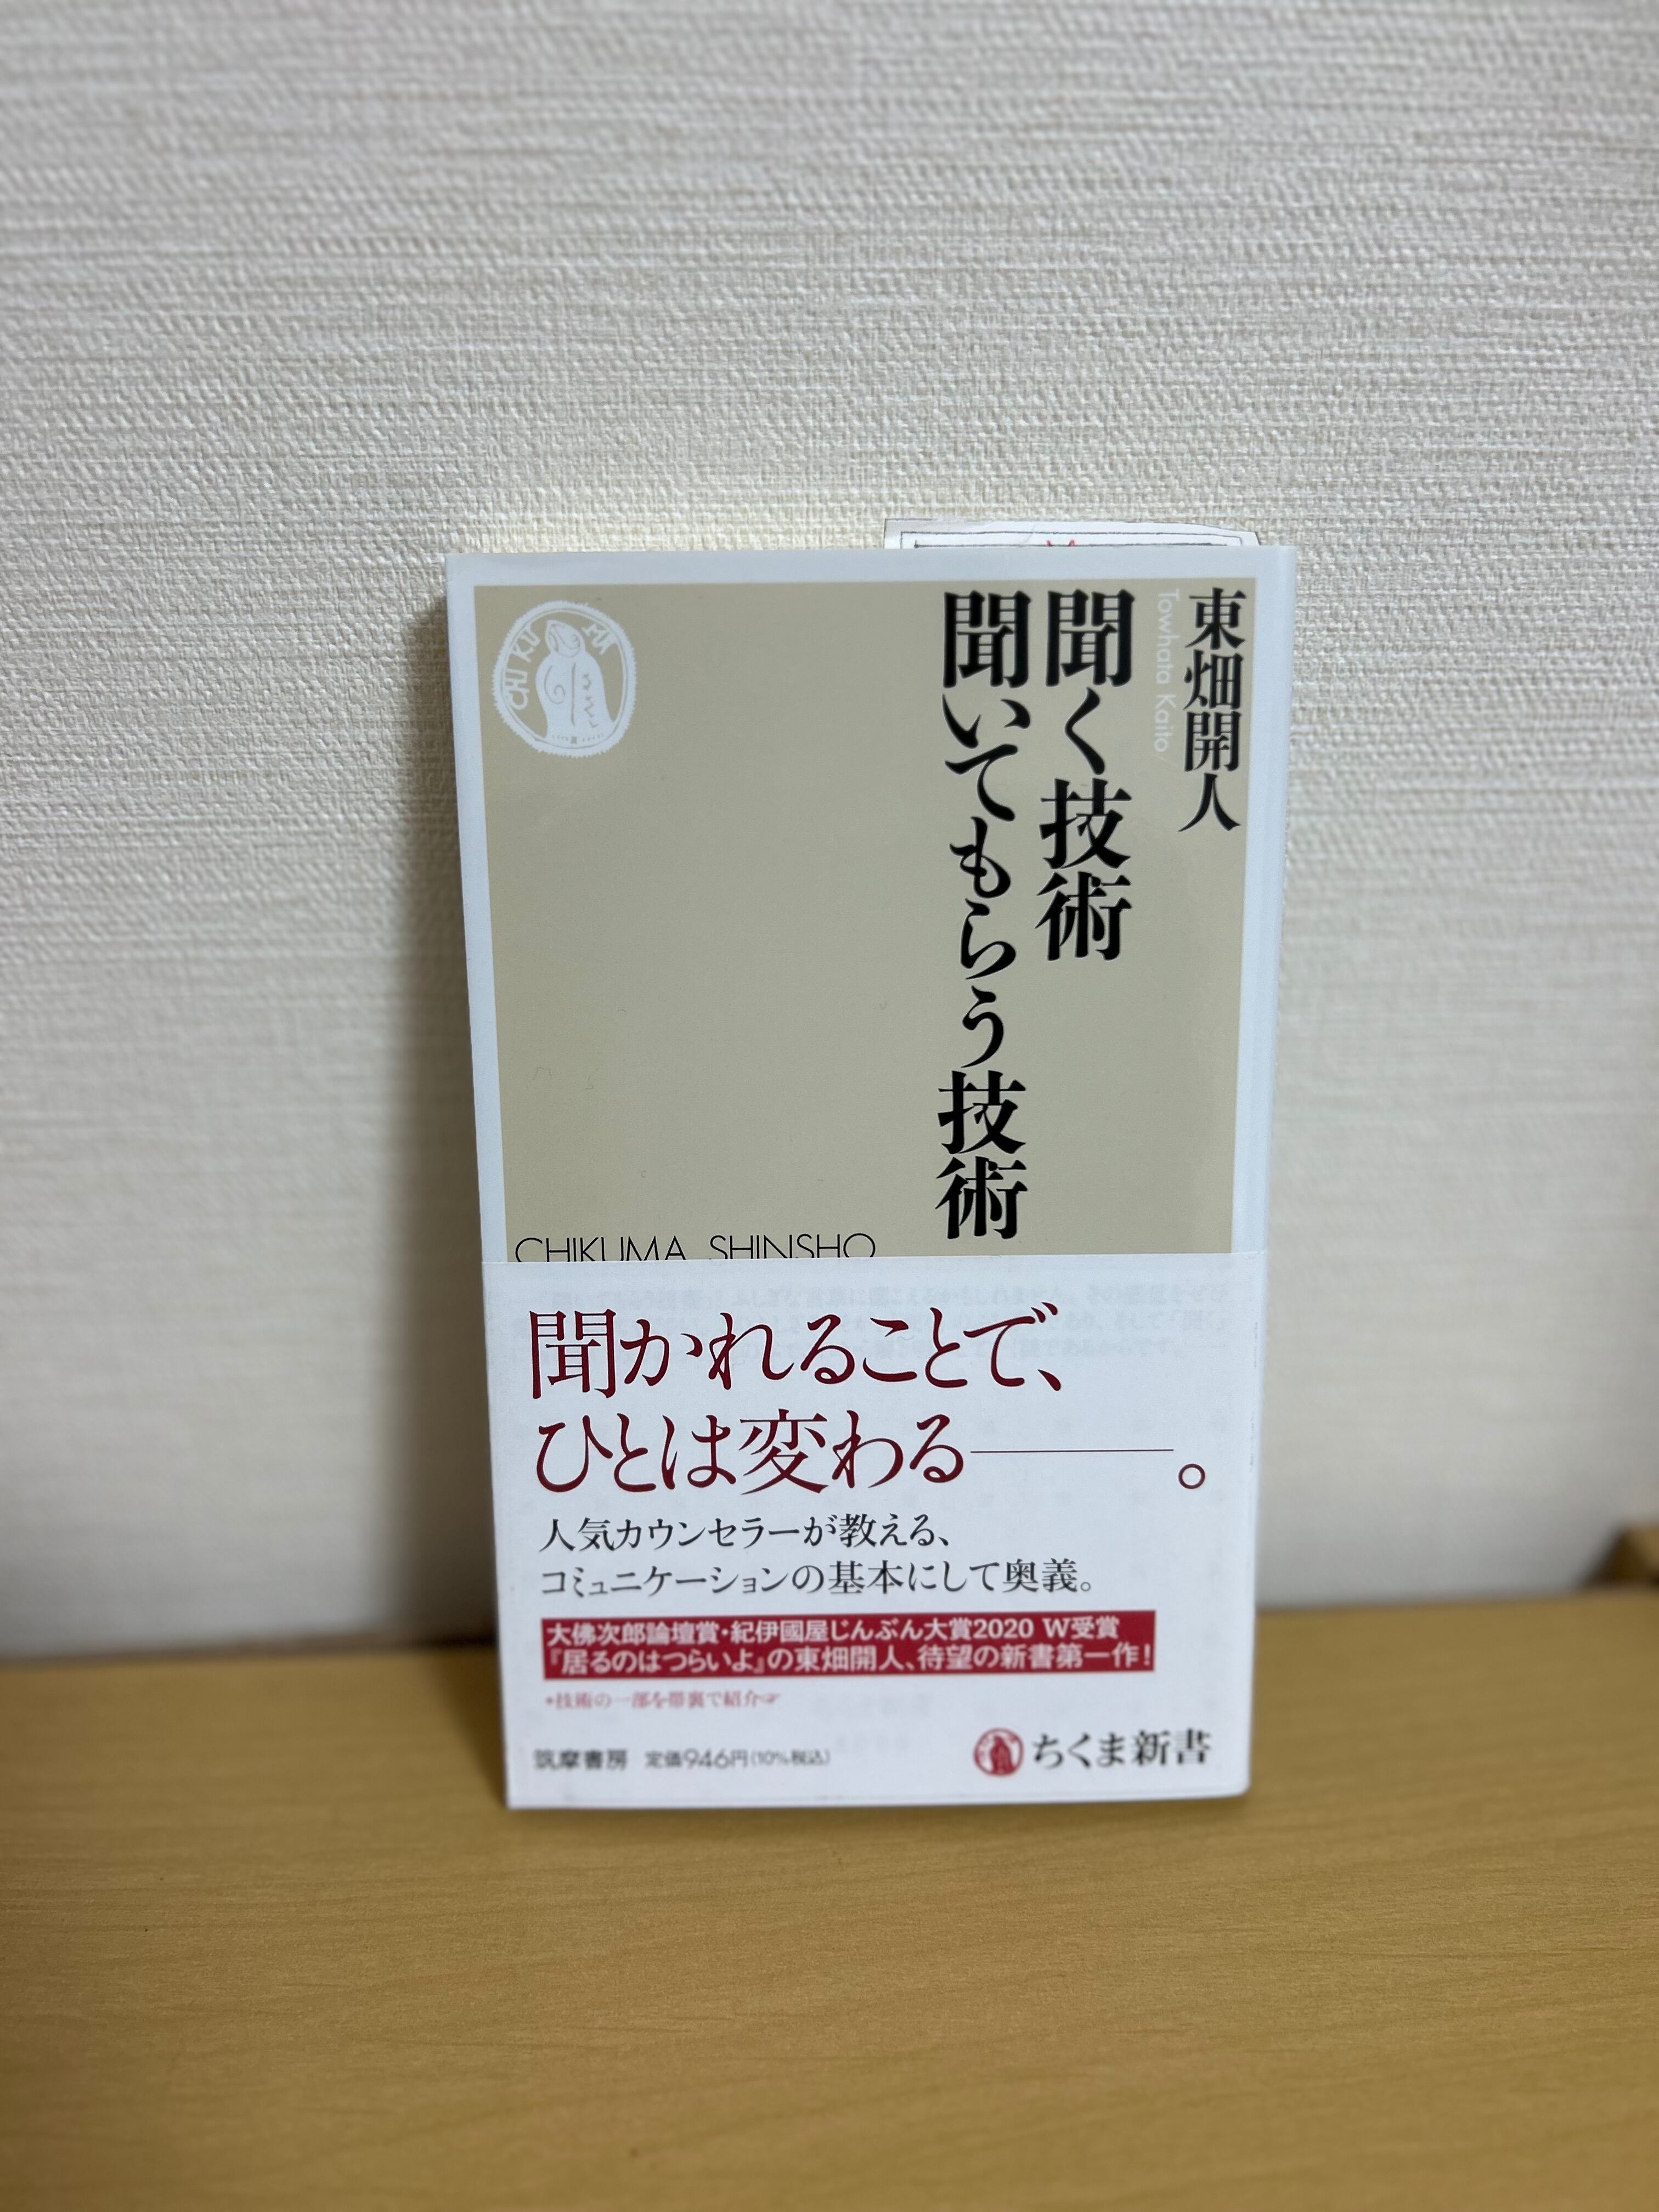 東畑開人
Towhata Kaito
聞く技術
聞いてもらう技術
CHIKUMA
CHIKUMA SHINSHO
聞かれることで、
ひとは変わる――。
人気カウンセラーが教える、
コミュニケーションの基本にして奥義。
大佛次郎論壇賞・紀伊國屋じんぶん大賞2020 W受賞
『居るのはつらいよ』の東畑開人、待望の新書第一作!
*技術の一部を帯裏で紹介☞
筑摩書房 定価946円(10%税込)
ちくま新書